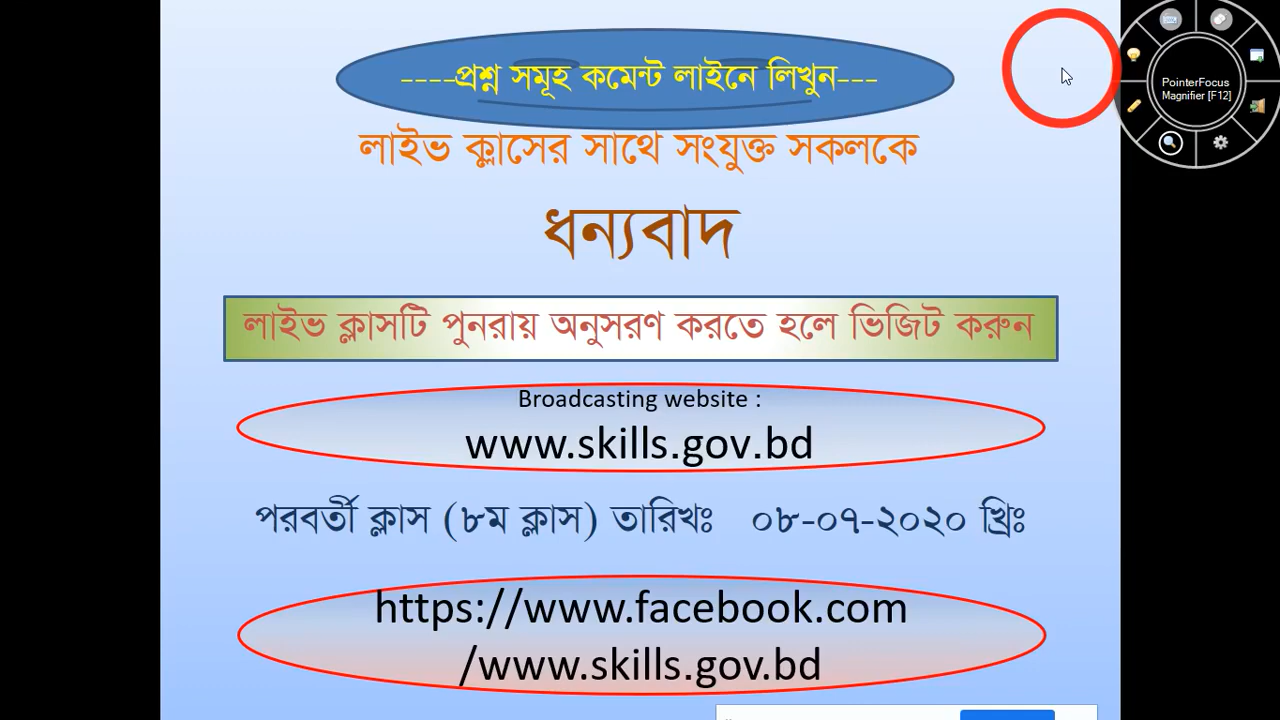 ----প্রশ্ন সমূহ কমেন্ট লাইনে লিখুন---
লাইভ ক্লাসের সাথে সংযুক্ত সকলকে
ধন্যবাদ
লাইভ ক্লাসটি পুনরায় অনুসরণ করতে হলে ভিজিট করুন
Broadcasting website :
www.skills.gov.bd
পরবর্তী ক্লাস (৮ম ক্লাস) তারিখঃ ০৮-০৭-২০২০ খ্রিঃ
https://www.facebook.com
/www.skills.gov.bd
PointerFocus
Magnifier [F12]